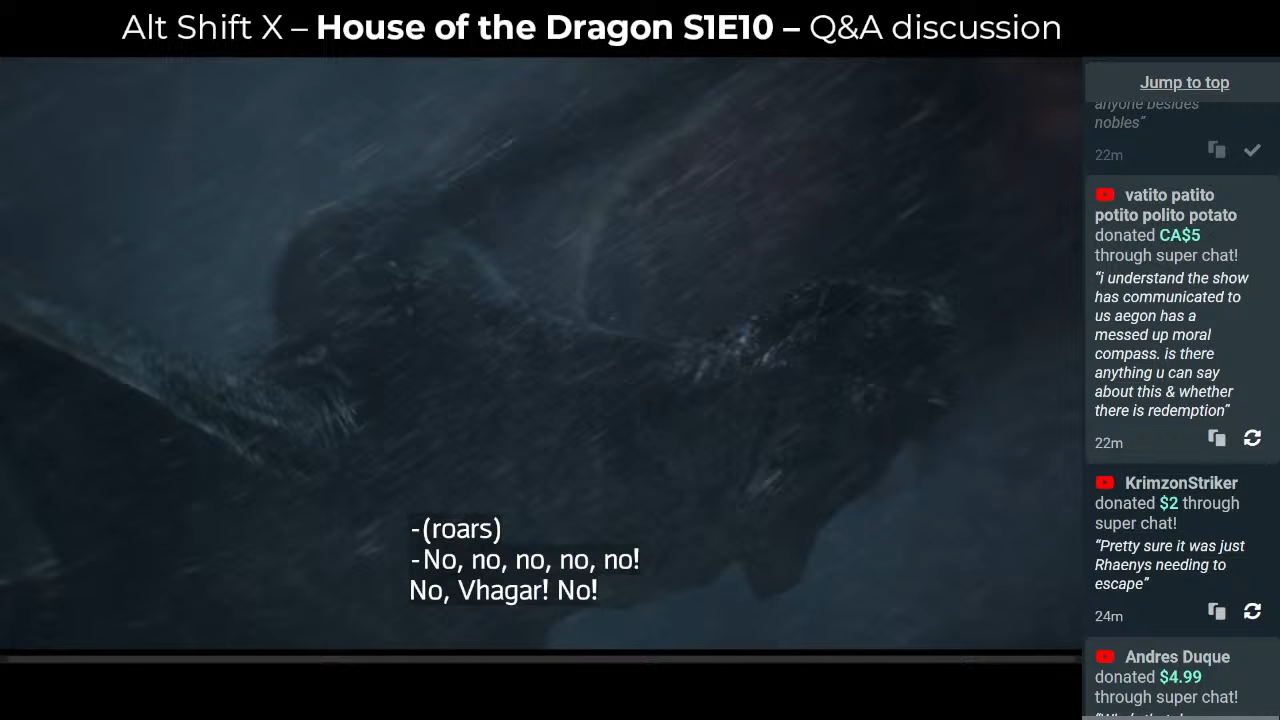 Alt Shift X – House of the Dragon S1E10 – Q&A discussion
Jump to top
anyone besides
nobles”
22m
vatito patito
potito polito potato
donated CA$5
through super chat!
“i understand the show
has communicated to
us aegon has a
messed up moral
compass. is there
anything u can say
about this & whether
there is redemption”
22m
KrimzonStriker
donated $2 through
super chat!
“Pretty sure it was just
Rhaenys needing to
escape”
24m
Andres Duque
donated $4.99
through super chat!
-(roars)
-No, no, no, no, no!
No, Vhagar! No!